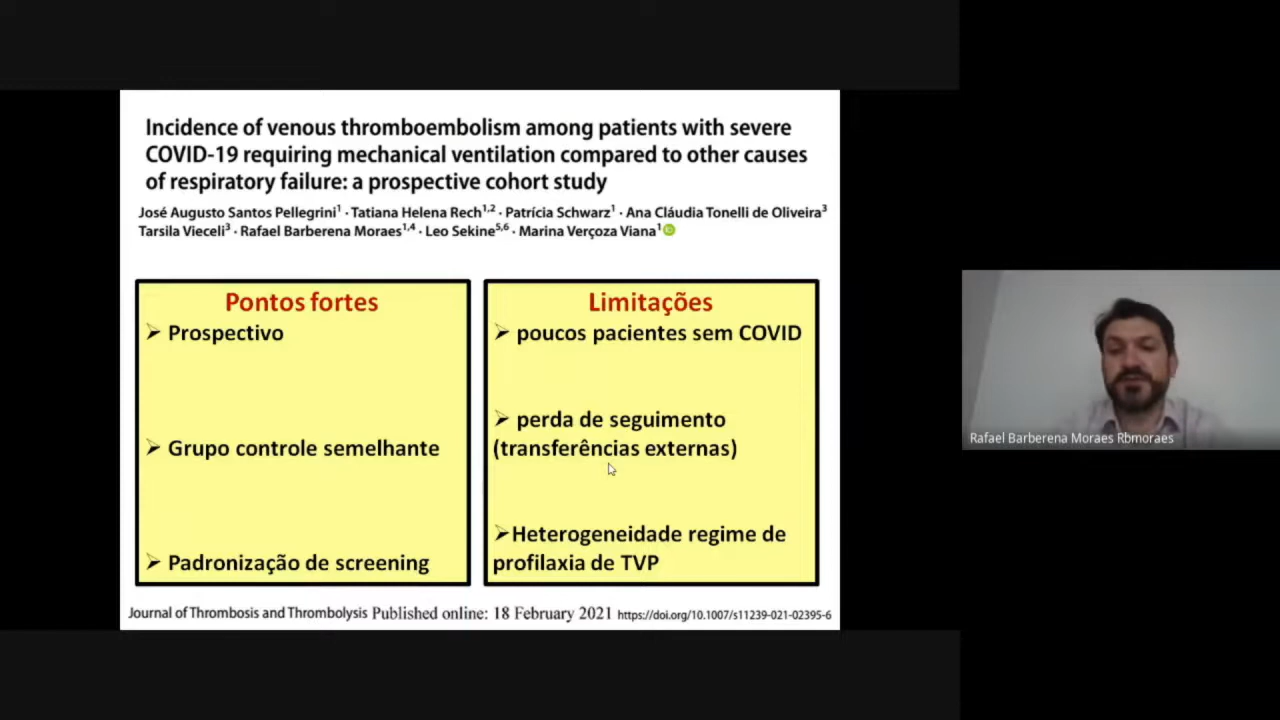 Incidence of venous thromboembolism among patients with severe
COVID-19 requiring mechanical ventilation compared to other causes
of respiratory failure: a prospective cohort study
José Augusto Santos Pellegrini1 · Tatiana Helena Rech1,2 · Patrícia Schwarz1 · Ana Cláudia Tonelli de Oliveira3
Tarsila Vieceli3 · Rafael Barberena Moraes1,4 · Leo Sekine5,6 · Marina Verçoza Viana1
Pontos fortes
➢ Prospectivo
➢ Grupo controle semelhante
➢ Padronização de screening
Limitações
➢ poucos pacientes sem COVID
➢ perda de seguimento
(transferências externas)
➢Heterogeneidade regime de
profilaxia de TVP
Journal of Thrombosis and Thrombolysis Published online: 18 February 2021 https://doi.org/10.1007/s11239-021-02395-6
Rafael Barberena Moraes Rbmoraes